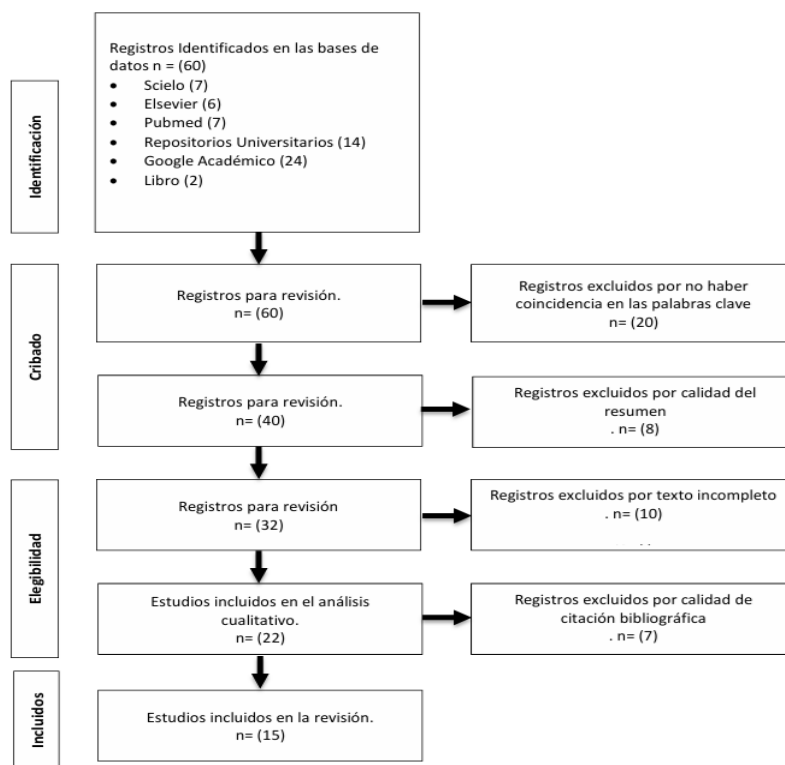 Identificación
Registros Identificados en las bases de
datos n = (60)
• Scielo (7)
• Elsevier (6)
• Pubmed (7)
• Repositorios Universitarios (14)
• Google Académico (24)
• Libro (2)
Cribado
Registros para revisión.
n= (60)
Registros excluidos por no haber
coincidencia en las palabras clave
n= (20)
Registros para revisión.
n= (40)
Registros excluidos por calidad del
resumen
. n= (8)
Elegibilidad
Registros para revisión
n= (32)
Registros excluidos por texto incompleto
. n= (10)
Estudios incluidos en el análisis
cualitativo.
n= (22)
Registros excluidos por calidad de
citación bibliográfica
. n= (7)
Incluidos
Estudios incluidos en la revisión.
n= (15)